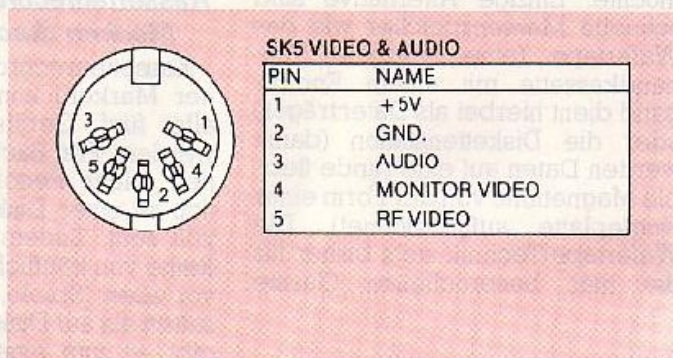 SK5 VIDEO & AUDIO
PIN NAME
1 +5V
2 GND.
3 AUDIO
4 MONITOR VIDEO
5 RF VIDEO
3 1
5 4
2